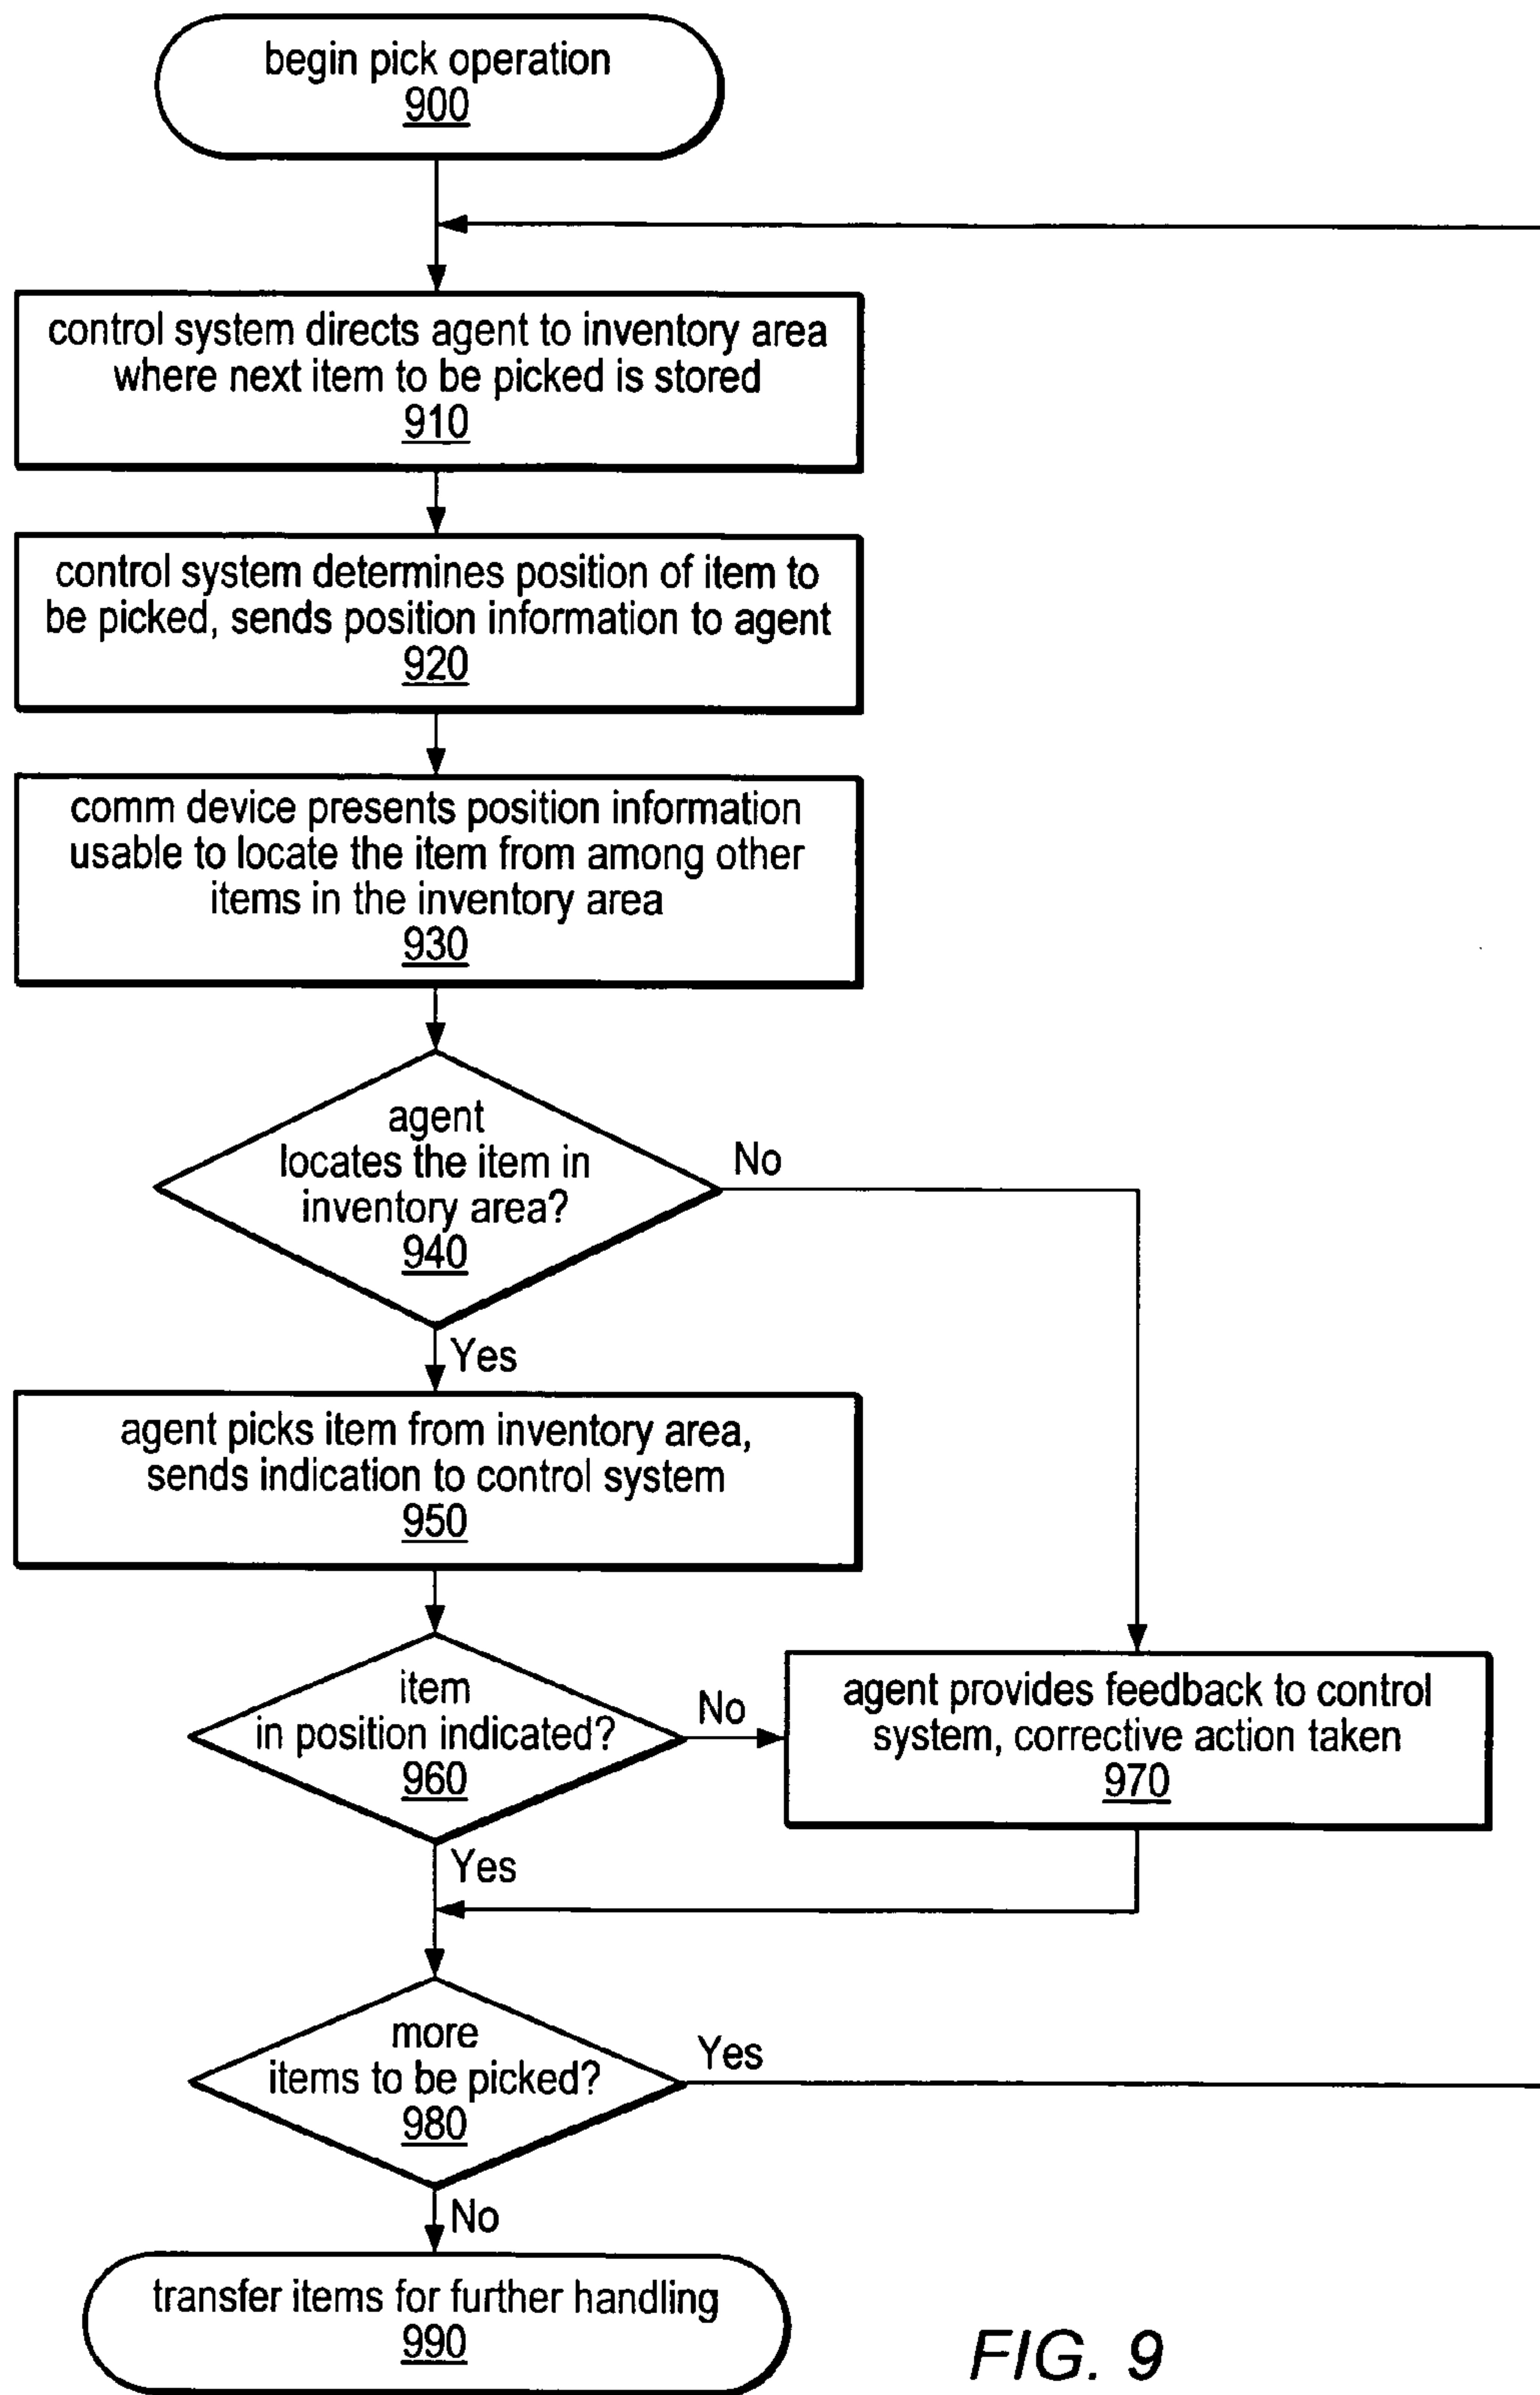 begin pick operation
900
control system directs agent to inventory area
where next item to be picked is stored
910
control system determines position of item to
be picked, sends position information to agent
920
comm device presents position information
usable to locate the item from among other
items in the inventory area
930
agent
locates the item in
inventory area?
940
No
Yes
agent picks item from inventory area,
sends indication to control system
950
item
in position indicated?
960
No
agent provides feedback to control
system, corrective action taken
970
Yes
more
items to be picked?
980
Yes
No
transfer items for further handling
990
FIG. 9